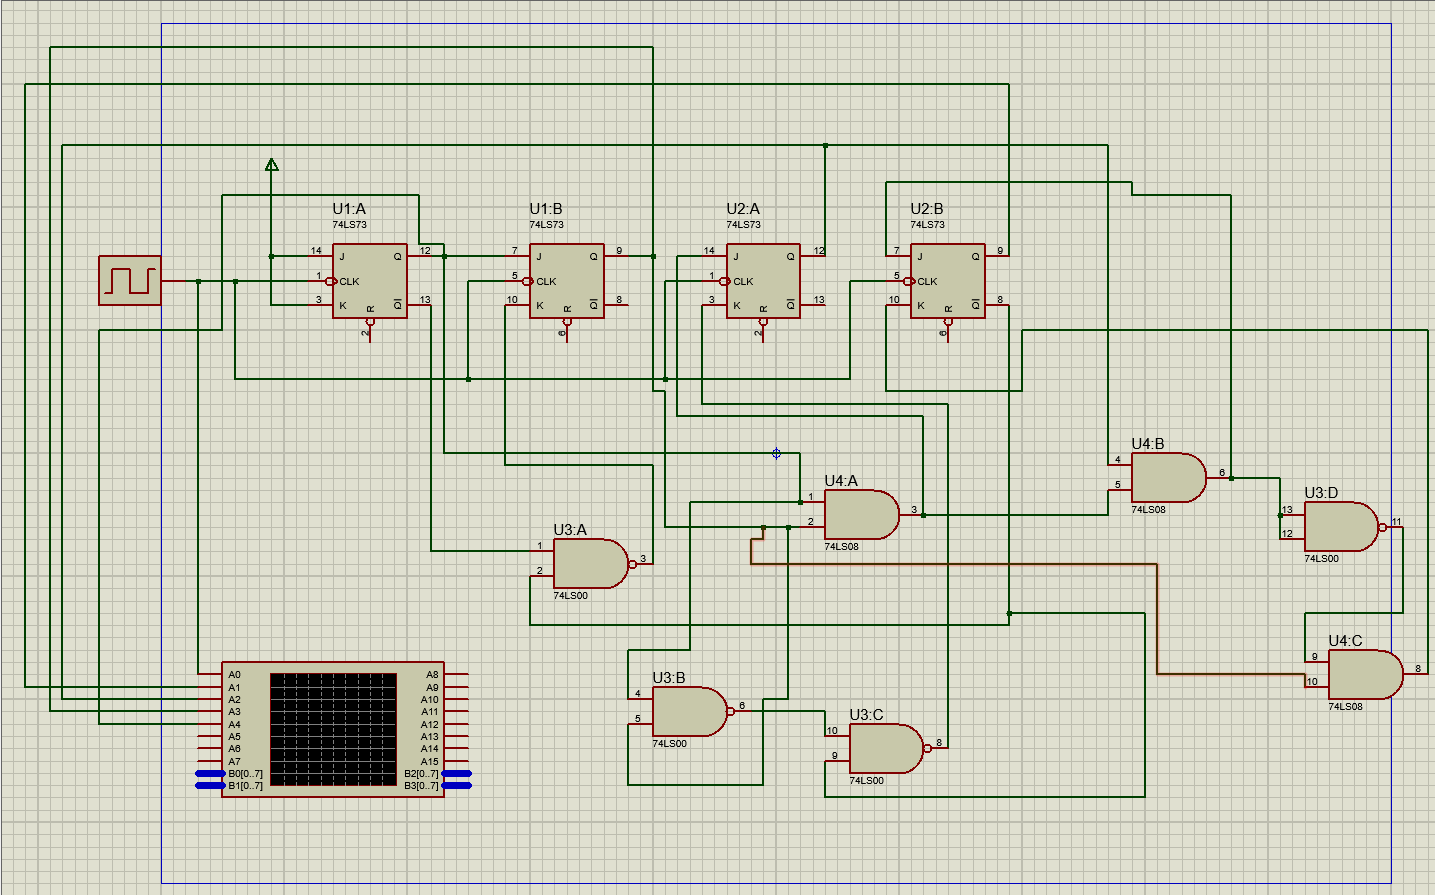 U1:A
74LS73
14 J Q 12
1 CLK
3 K Q 13
R
2
U1:B
74LS73
7 J Q 9
5 CLK
10 K Q 8
R
6
U2:A
74LS73
14 J Q 12
1 CLK
3 K Q 13
R
2
U2:B
74LS73
7 J Q 9
5 CLK
10 K Q 8
R
6
U4:B
4
5
6
74LS08
U4:A
1
2
3
74LS08
U3:D
13
12
11
74LS00
U3:A
1
2
3
74LS00
U4:C
9
10
8
74LS08
U3:B
4
5
6
74LS00
U3:C
10
9
8
74LS00
A0 A8
A1 A9
A2 A10
A3 A11
A4 A12
A5 A13
A6 A14
A7 A15
B0[0..7] B2[0..7]
B1[0..7] B3[0..7]